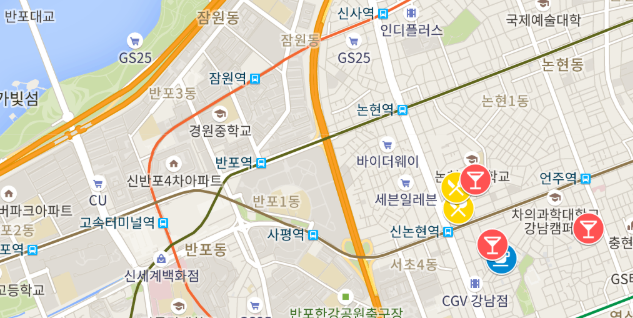 반포대교
잠원동
신사역
국제예술대학
인디플러스
GS25
잠원동
GS25
잠원역
논현동
가빛섬
반포3동
논현역
논현1동
경원중학교
반포역
바이더웨이
신반포4차아파트
언주역
CU
세븐일레븐
버파크아파트
고속터미널역
반포1동
차의과학대학교
강남캠퍼
포2동
사평역
신논현역
포역
반포동
서초4동
신세계백화점
등학교
CGV 강남점
반포한강공원축구장